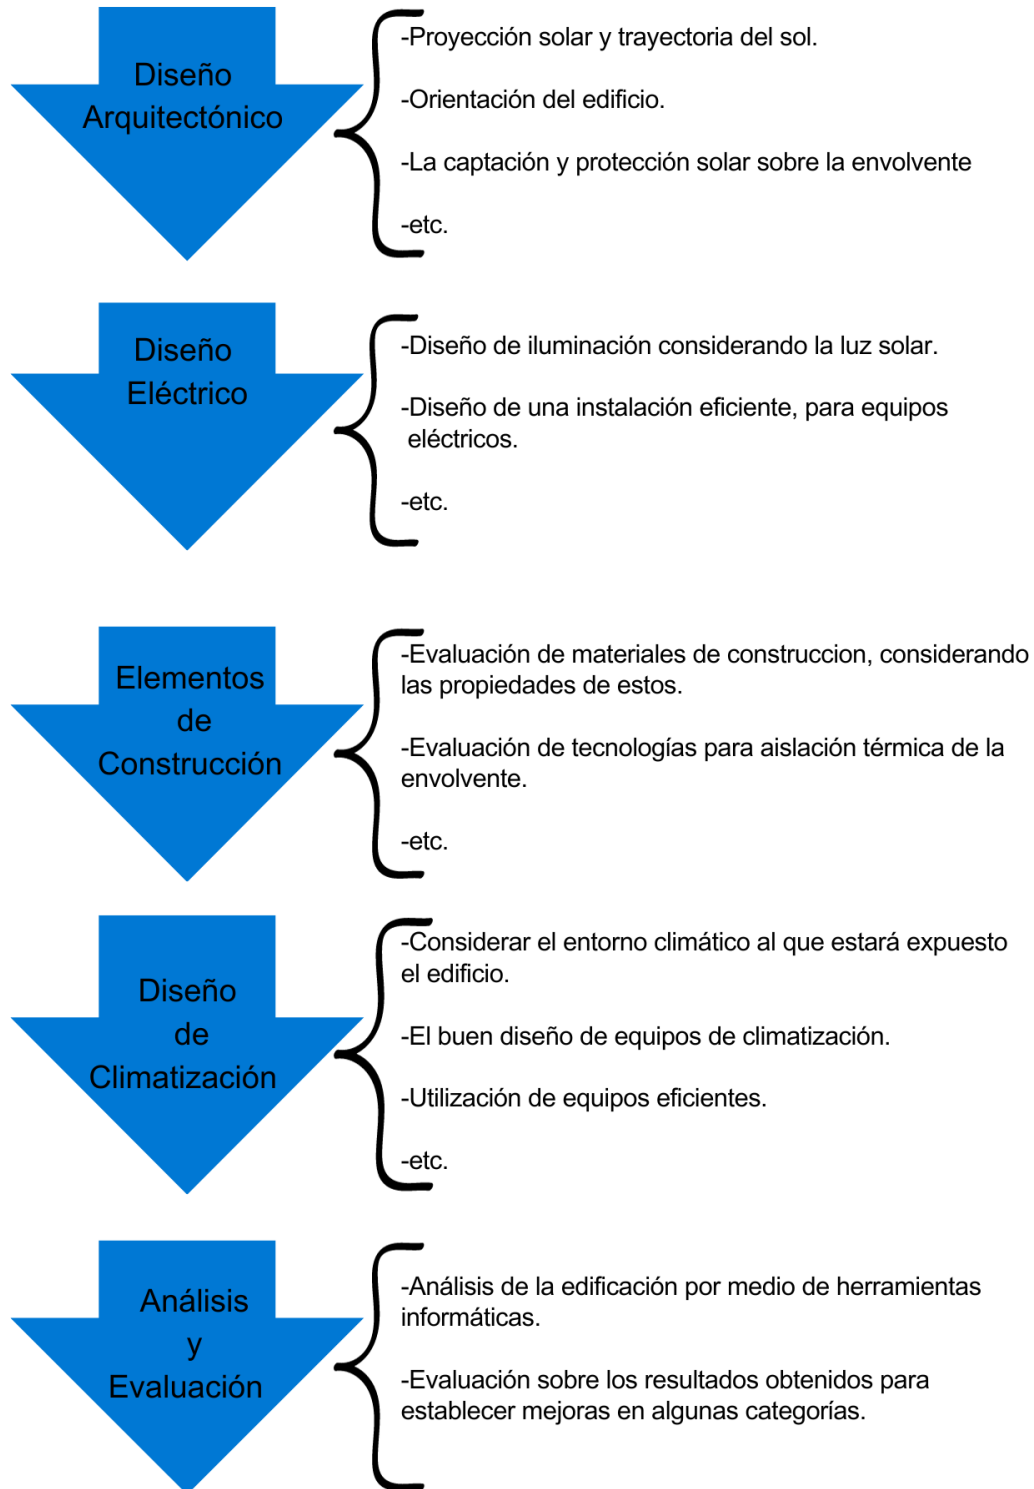 Diseño
Arquitectónico
-Proyección solar y trayectoria del sol.
-Orientación del edificio.
-La captación y protección solar sobre la envolvente
-etc.
Diseño
Eléctrico
-Diseño de iluminación considerando la luz solar.
-Diseño de una instalación eficiente, para equipos
eléctricos.
-etc.
Elementos
de
Construcción
-Evaluación de materiales de construccion, considerando
las propiedades de estos.
-Evaluación de tecnologías para aislación térmica de la
envolvente.
-etc.
Diseño
de
Climatización
-Considerar el entorno climático al que estará expuesto
el edificio.
-El buen diseño de equipos de climatización.
-Utilización de equipos eficientes.
-etc.
Análisis
y
Evaluación
-Análisis de la edificación por medio de herramientas
informáticas.
-Evaluación sobre los resultados obtenidos para
establecer mejoras en algunas categorías.